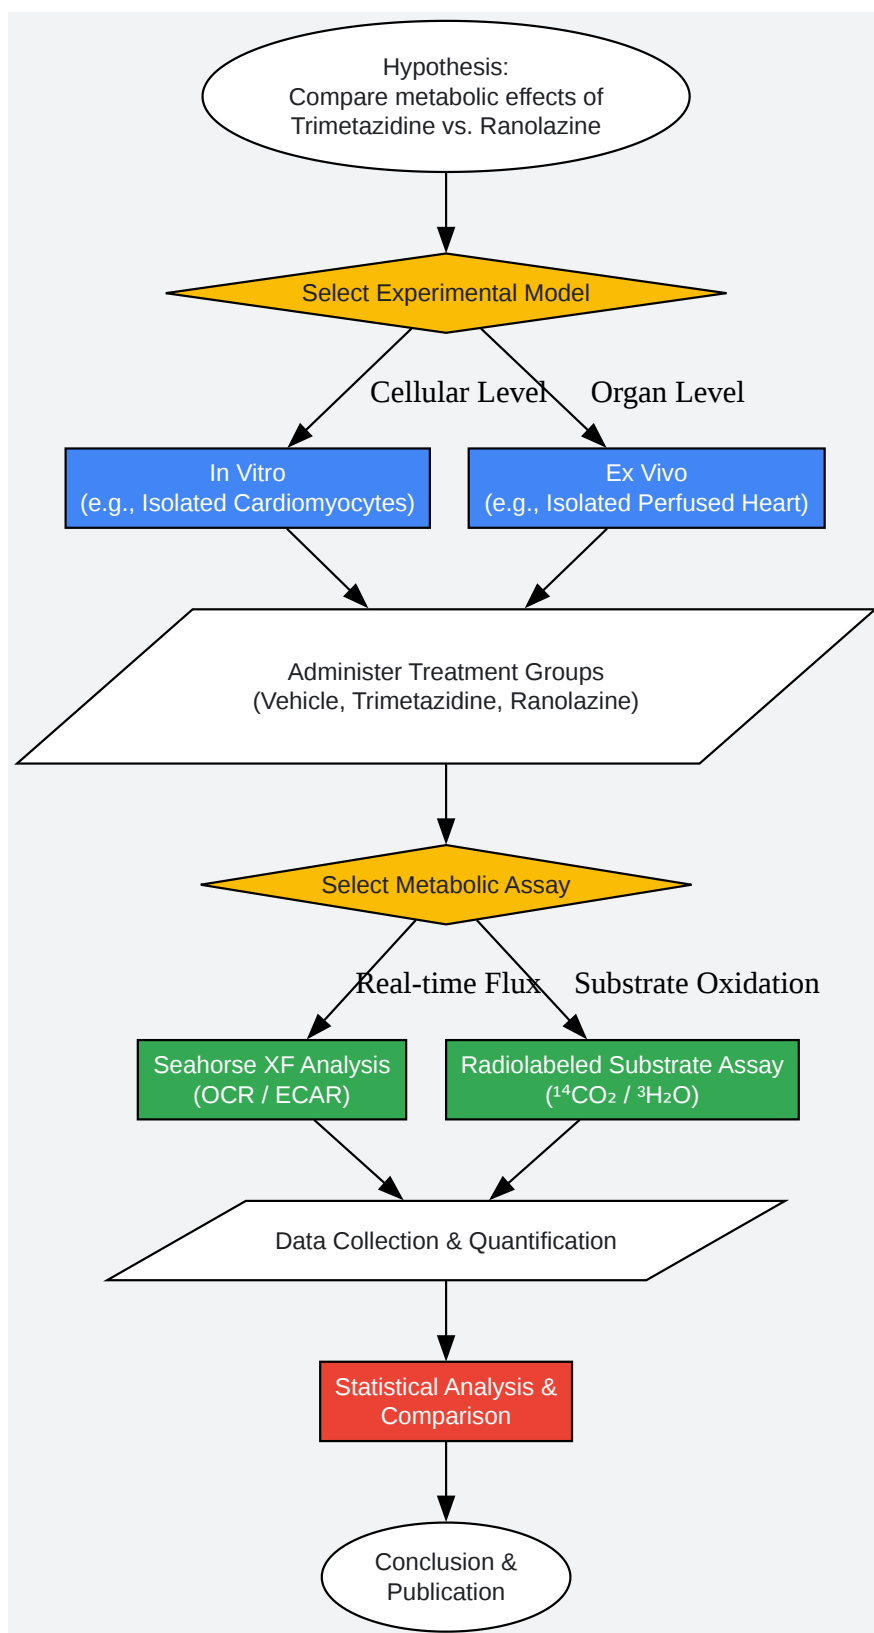 Hypothesis:
Compare metabolic effects of
Trimetazidine vs. Ranolazine
Select Experimental Model
Cellular Level
Organ Level
In Vitro
(e.g., Isolated Cardiomyocytes)
Ex Vivo
(e.g., Isolated Perfused Heart)
Administer Treatment Groups
(Vehicle, Trimetazidine, Ranolazine)
Select Metabolic Assay
Real-time Flux
Substrate Oxidation
Seahorse XF Analysis
(OCR / ECAR)
Radiolabeled Substrate Assay
(¹⁴CO₂ / ³H₂O)
Data Collection & Quantification
Statistical Analysis &
Comparison
Conclusion &
Publication